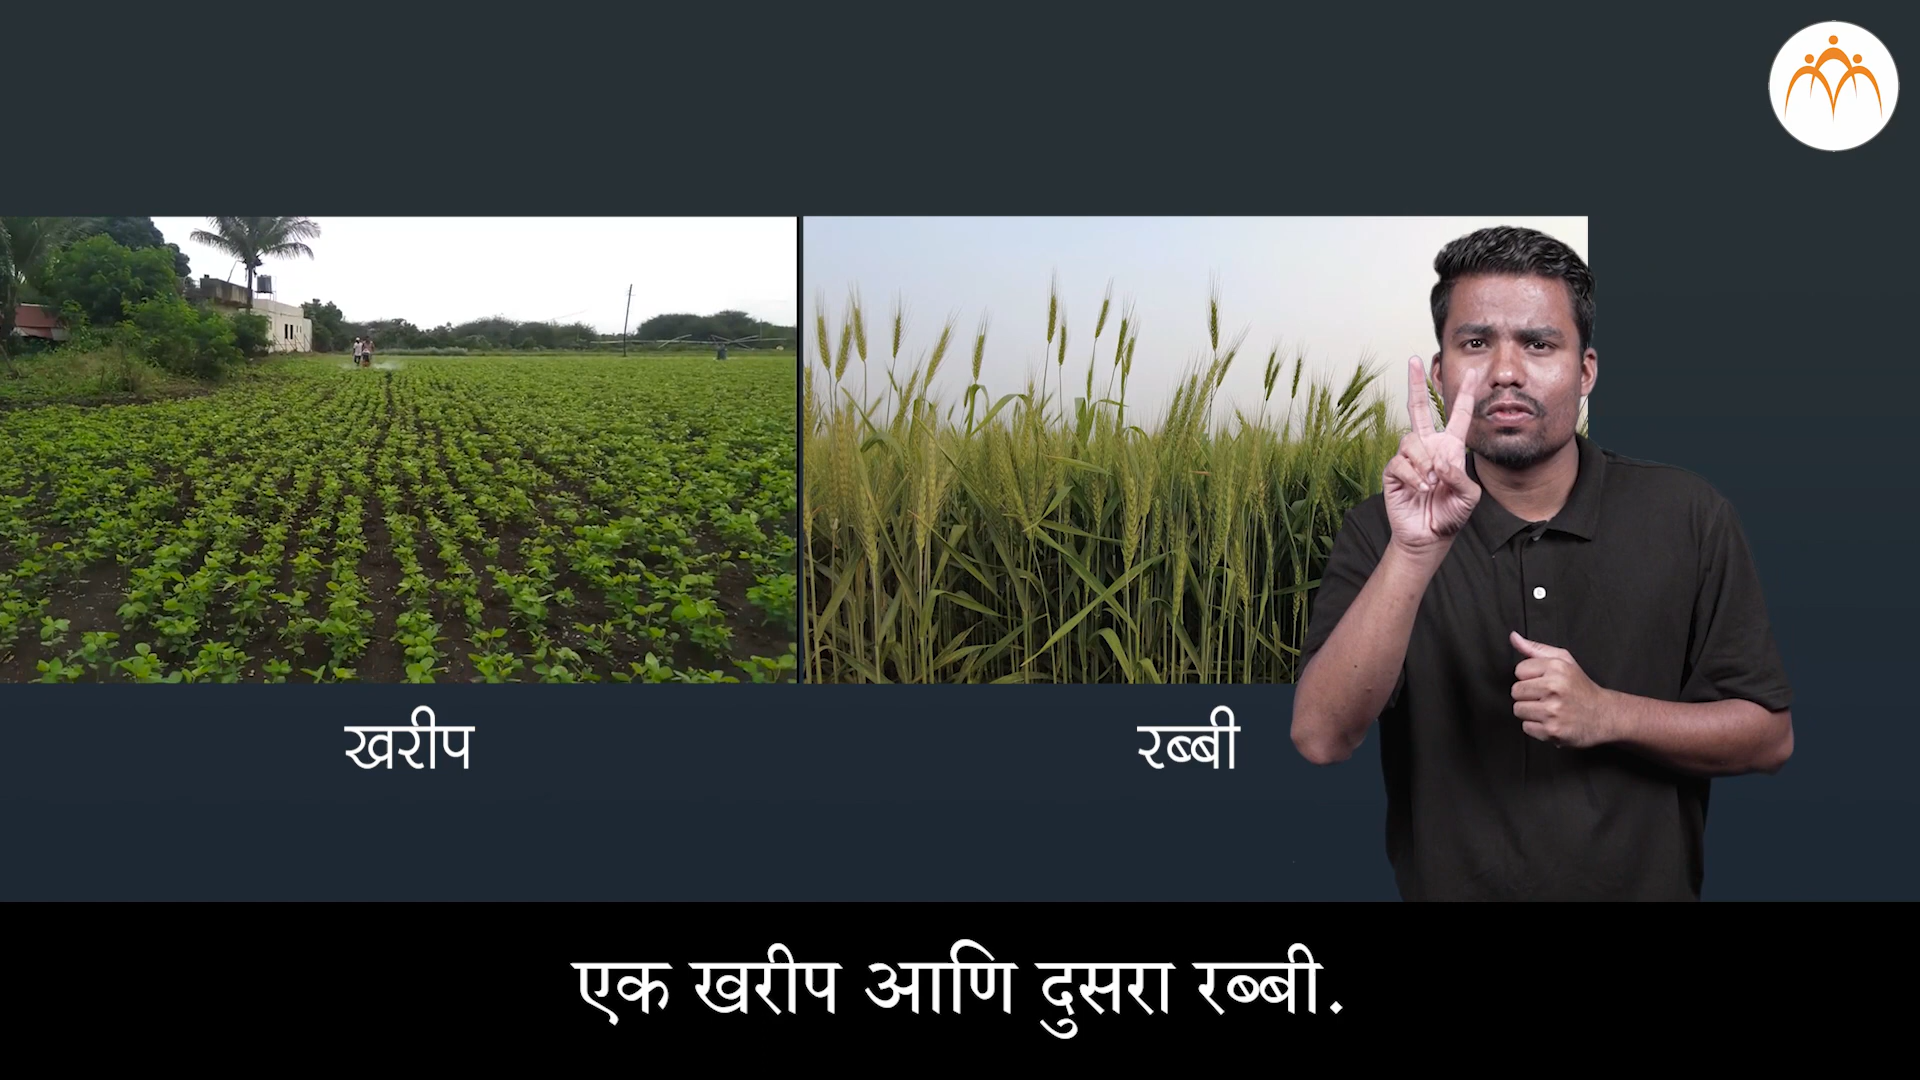 खरीप
रब्बी
एक खरीप आणि दुसरा रब्बी.